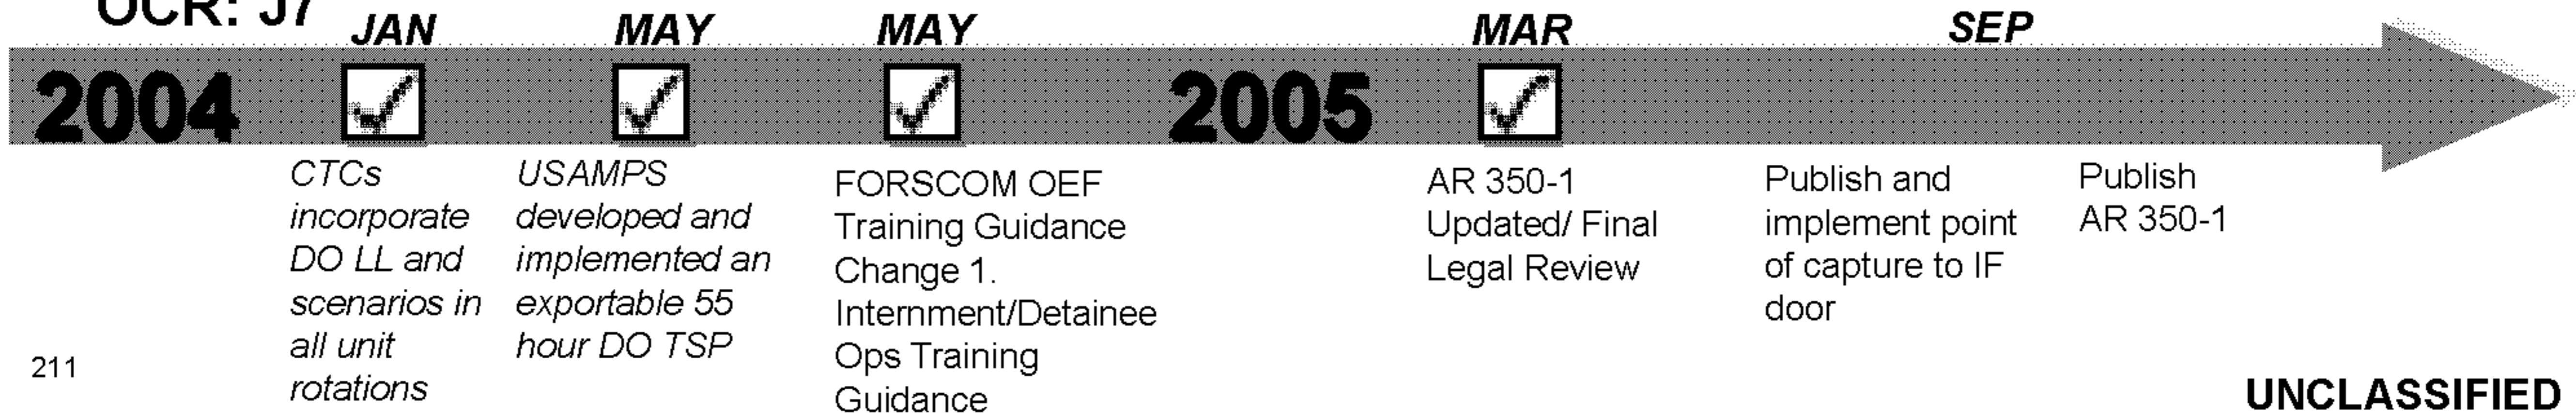 OCR: J7
JAN
MAY
MAY
MAR
SEP
2004
2005
CTCs
incorporate
DO LL and
scenarios in
all unit
rotations
USAMPS
developed and
implemented an
exportable 55
hour DO TSP
FORSCOM OEF
Training Guidance
Change 1.
Internment/Detainee
Ops Training
Guidance
AR 350-1
Updated/ Final
Legal Review
Publish and
implement point
of capture to IF
door
Publish
AR 350-1
211
UNCLASSIFIED